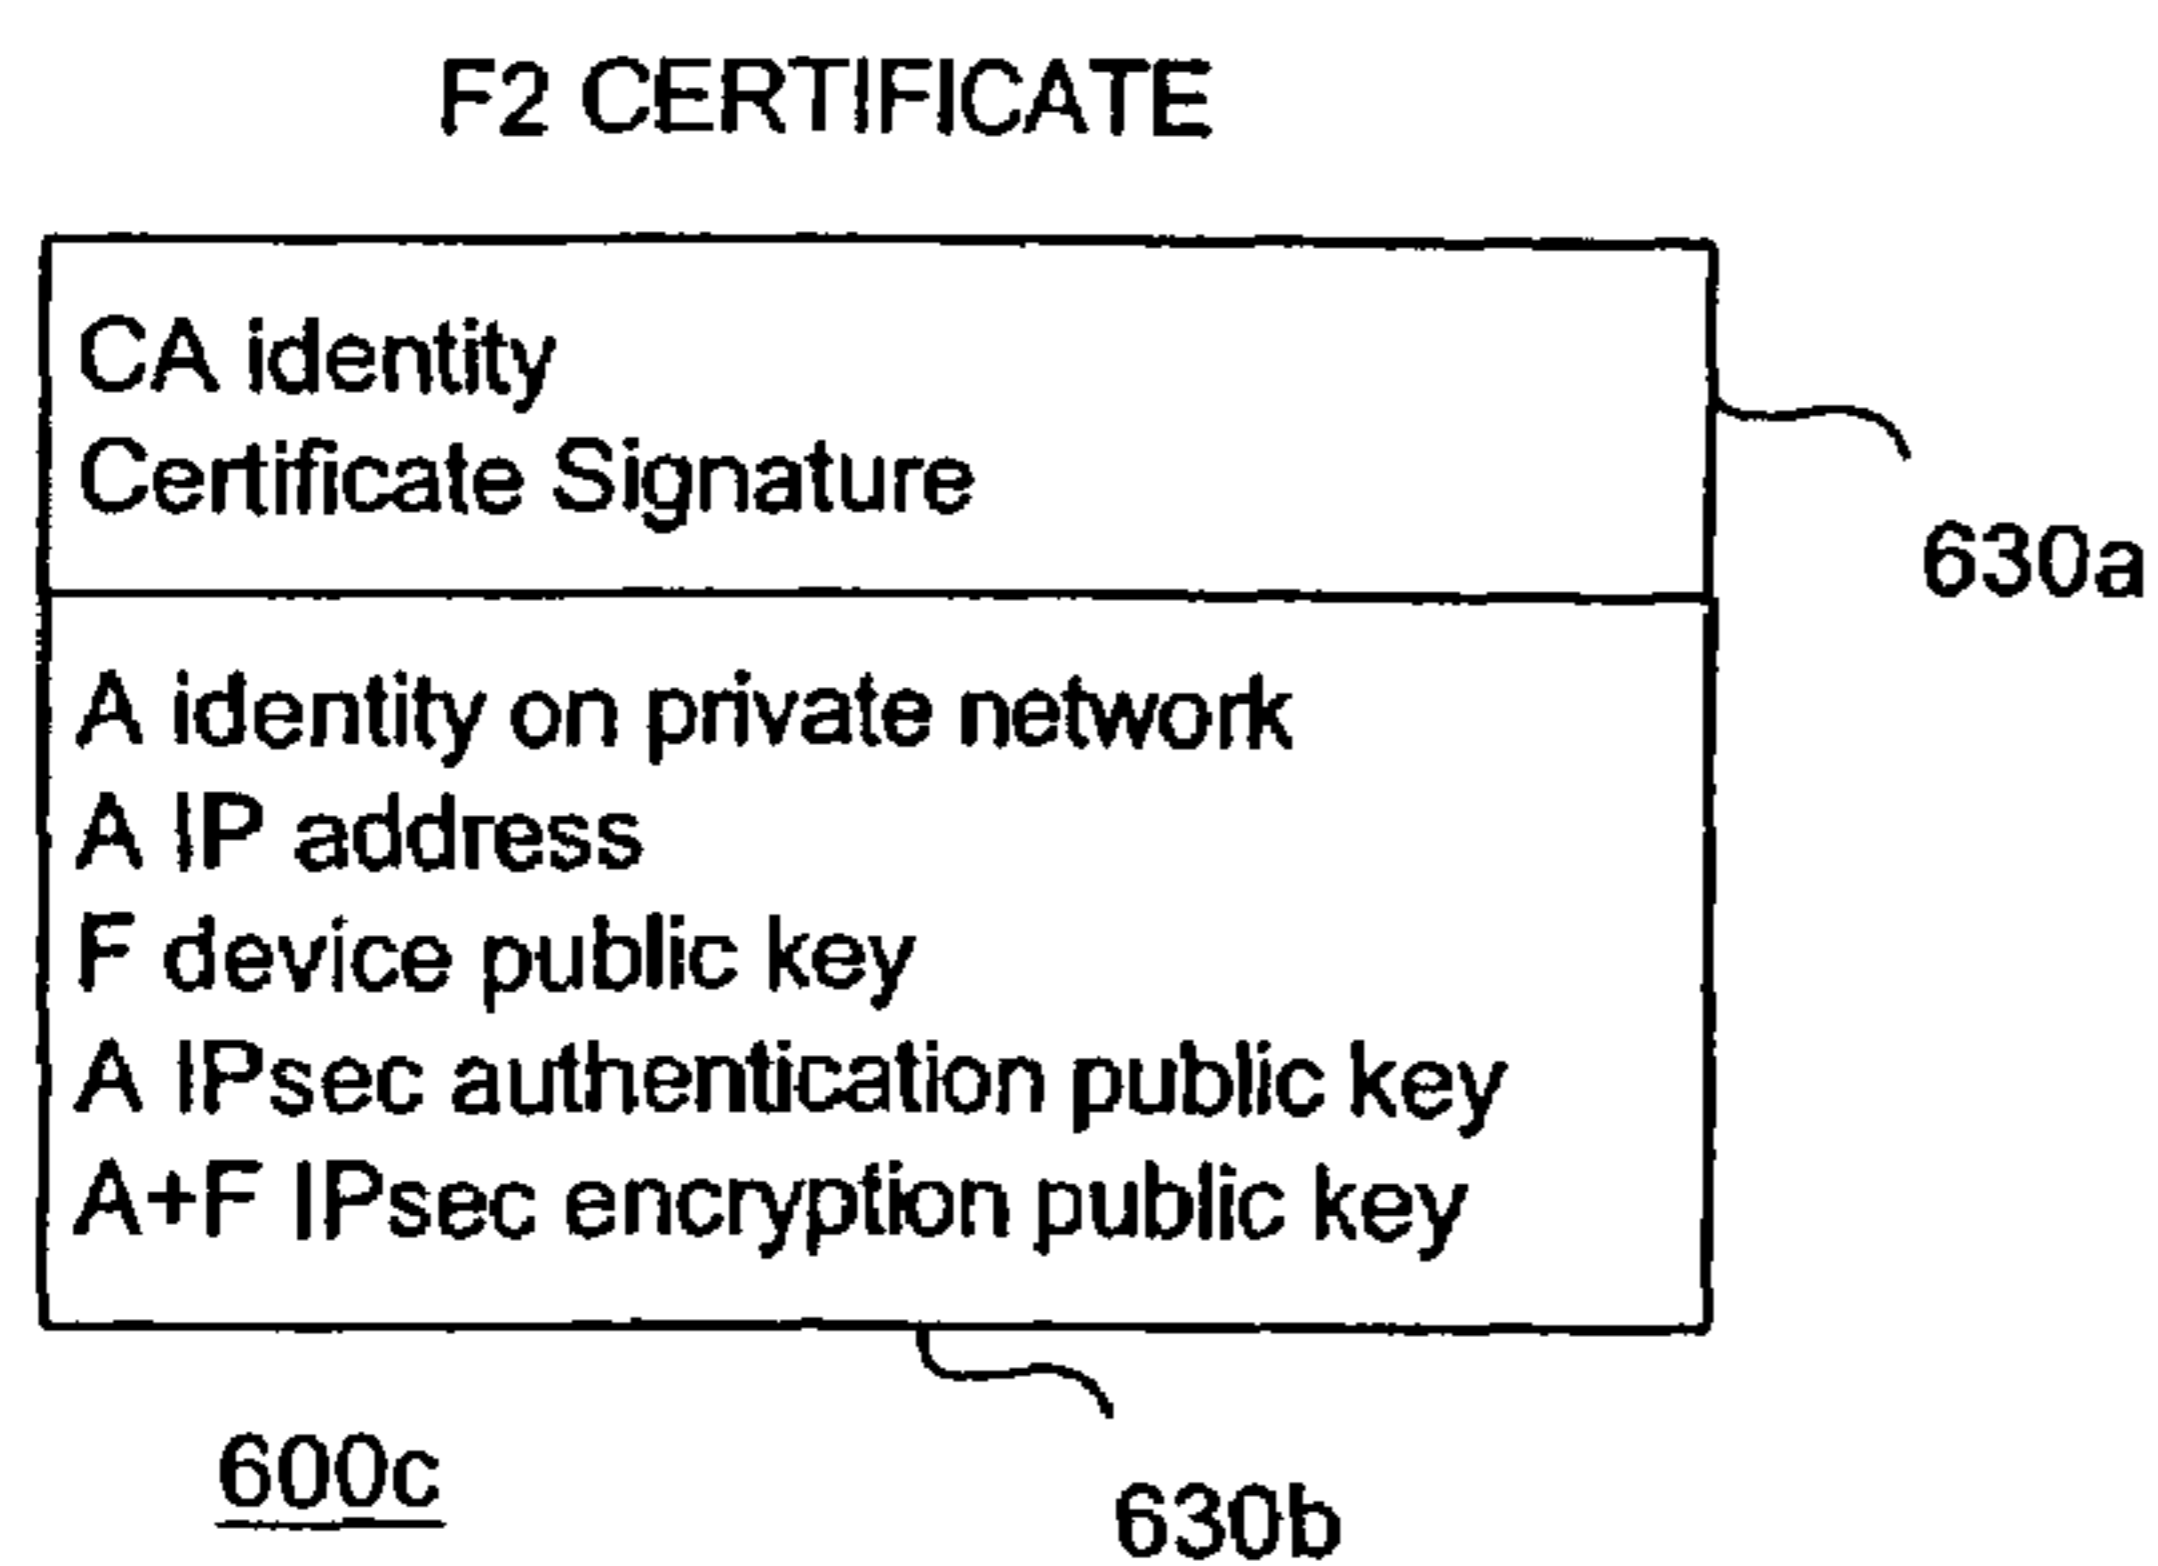 F2 CERTIFICATE
CA identity
Certificate Signature
630a
A identity on private network
A IP address
F device public key
A IPsec authentication public key
A+F IPsec encryption public key
600c
630b